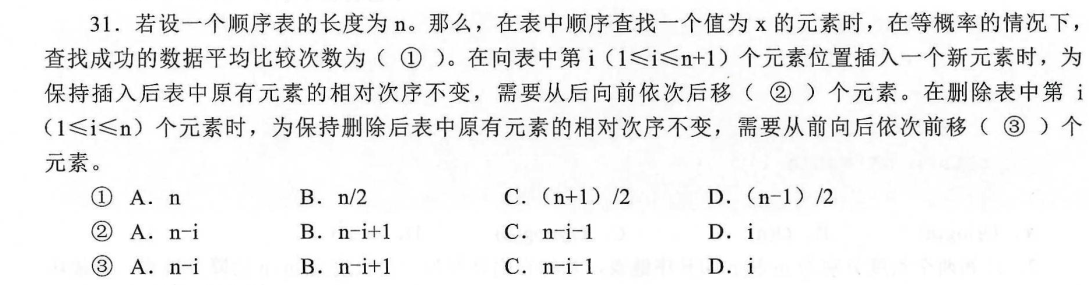 31．若设一个顺序表的长度为 n。那么，在表中顺序查找一个值为 x 的元素时，在等概率的情况下，
查找成功的数据平均比较次数为（ ① ）。在向表中第 i（1≤i≤n+1）个元素位置插入一个新元素时，为
保持插入后表中原有元素的相对次序不变，需要从后向前依次后移（ ② ）个元素。在删除表中第 i
（1≤i≤n）个元素时，为保持删除后表中原有元素的相对次序不变，需要从前向后依次前移（ ③ ）个
元素。
① A．n B．n/2 C．（n+1）/2 D．（n-1）/2
② A．n-i B．n-i+1 C．n-i-1 D．i
③ A．n-i B．n-i+1 C．n-i-1 D．i